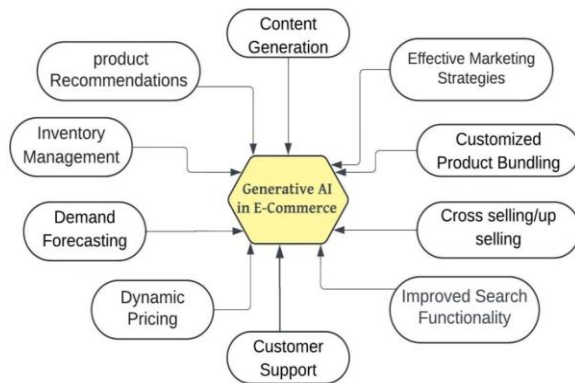 Content
Generation
product
Recommendations
Effective Marketing
Strategies
Inventory
Management
Customized
Product Bundling
Generative AI
in E-Commerce
Demand
Forecasting
Cross selling/up
selling
Dynamic
Pricing
Improved Search
Functionality
Customer
Support